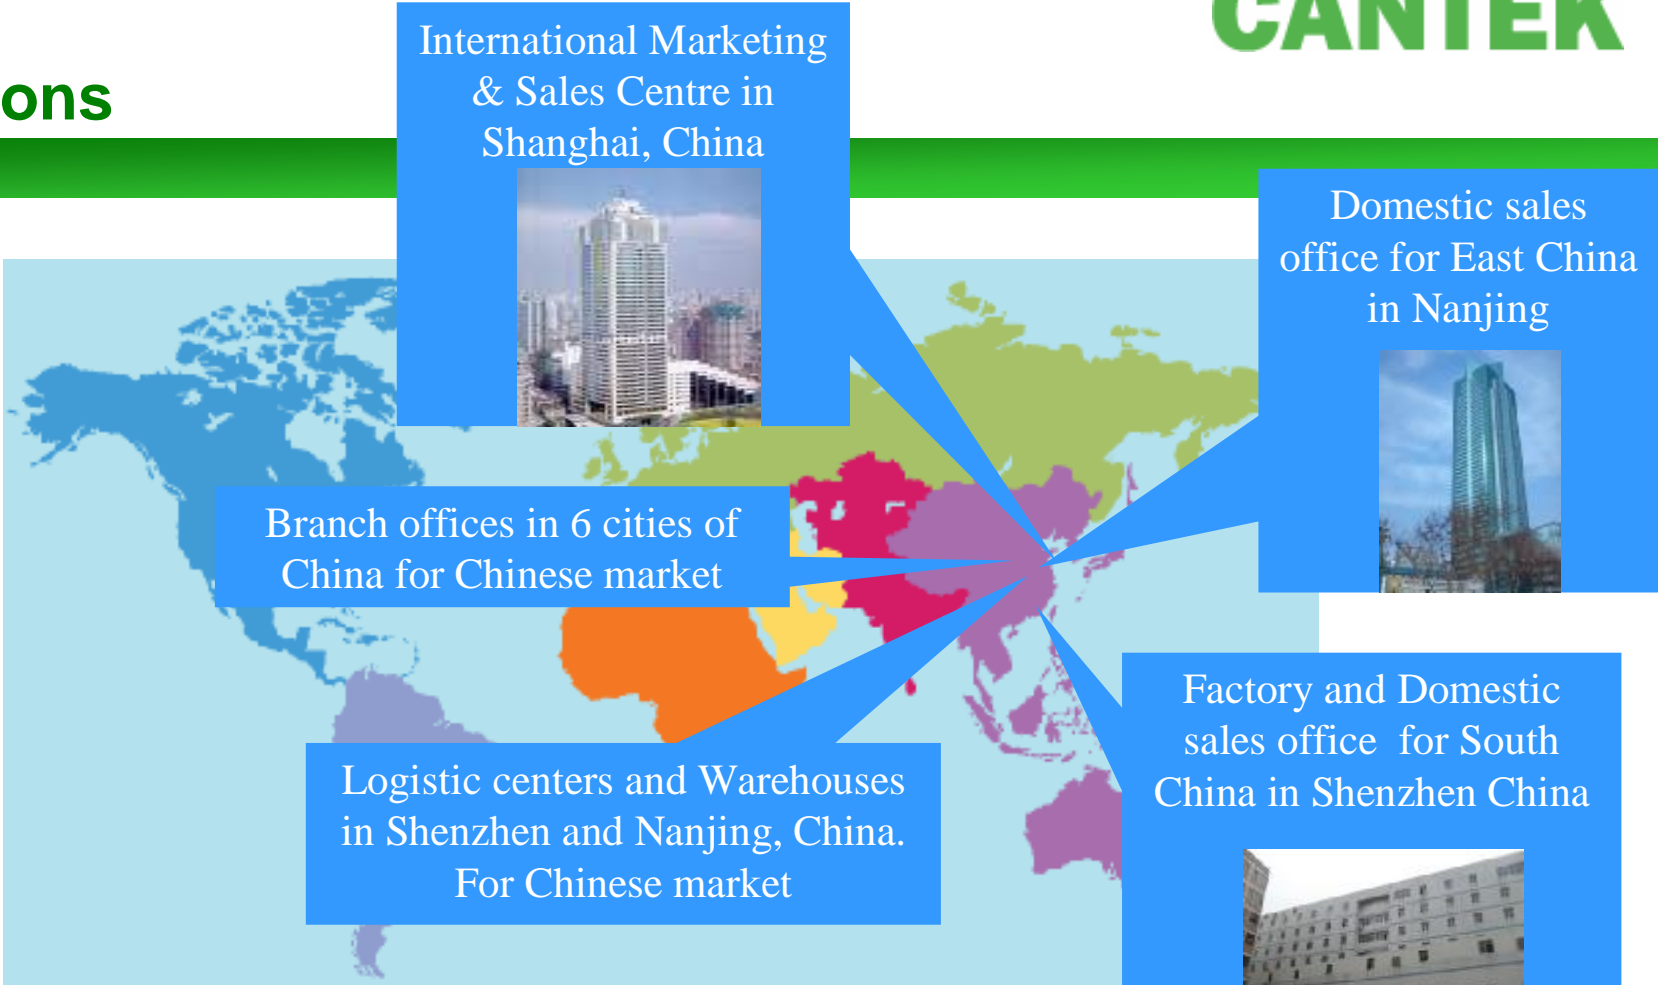 CANTEK
ons
International Marketing
& Sales Centre in
Shanghai, China
Domestic sales
office for East China
in Nanjing
Branch offices in 6 cities of
China for Chinese market
Factory and Domestic
sales office for South
China in Shenzhen China
Logistic centers and Warehouses
in Shenzhen and Nanjing, China.
For Chinese market